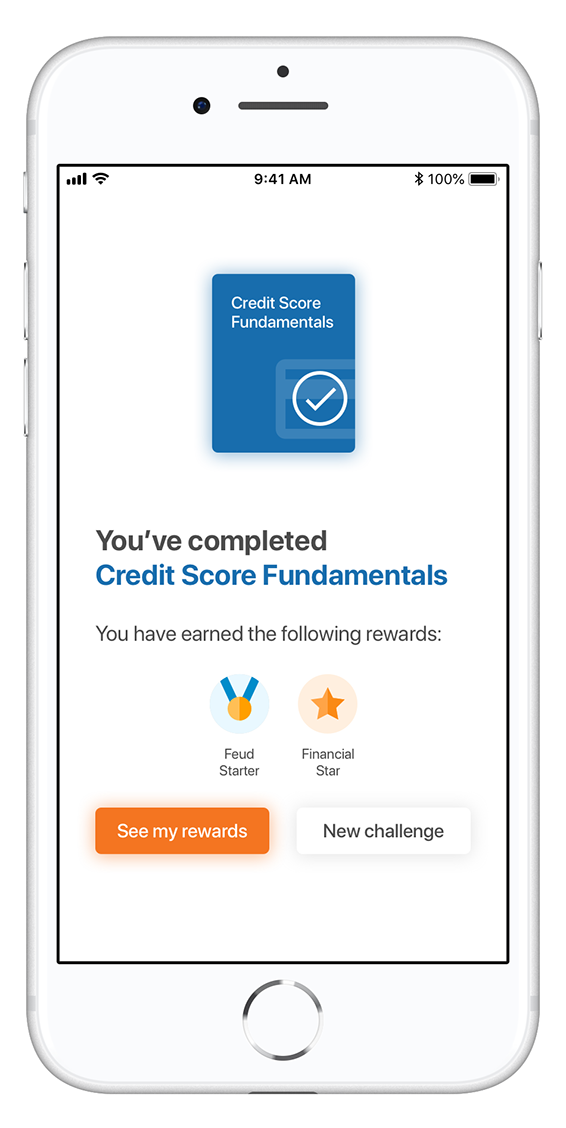 9:41 AM
100%
Credit Score
Fundamentals
You’ve completed
Credit Score Fundamentals
You have earned the following rewards:
Feud
Starter
Financial
Star
See my rewards
New challenge